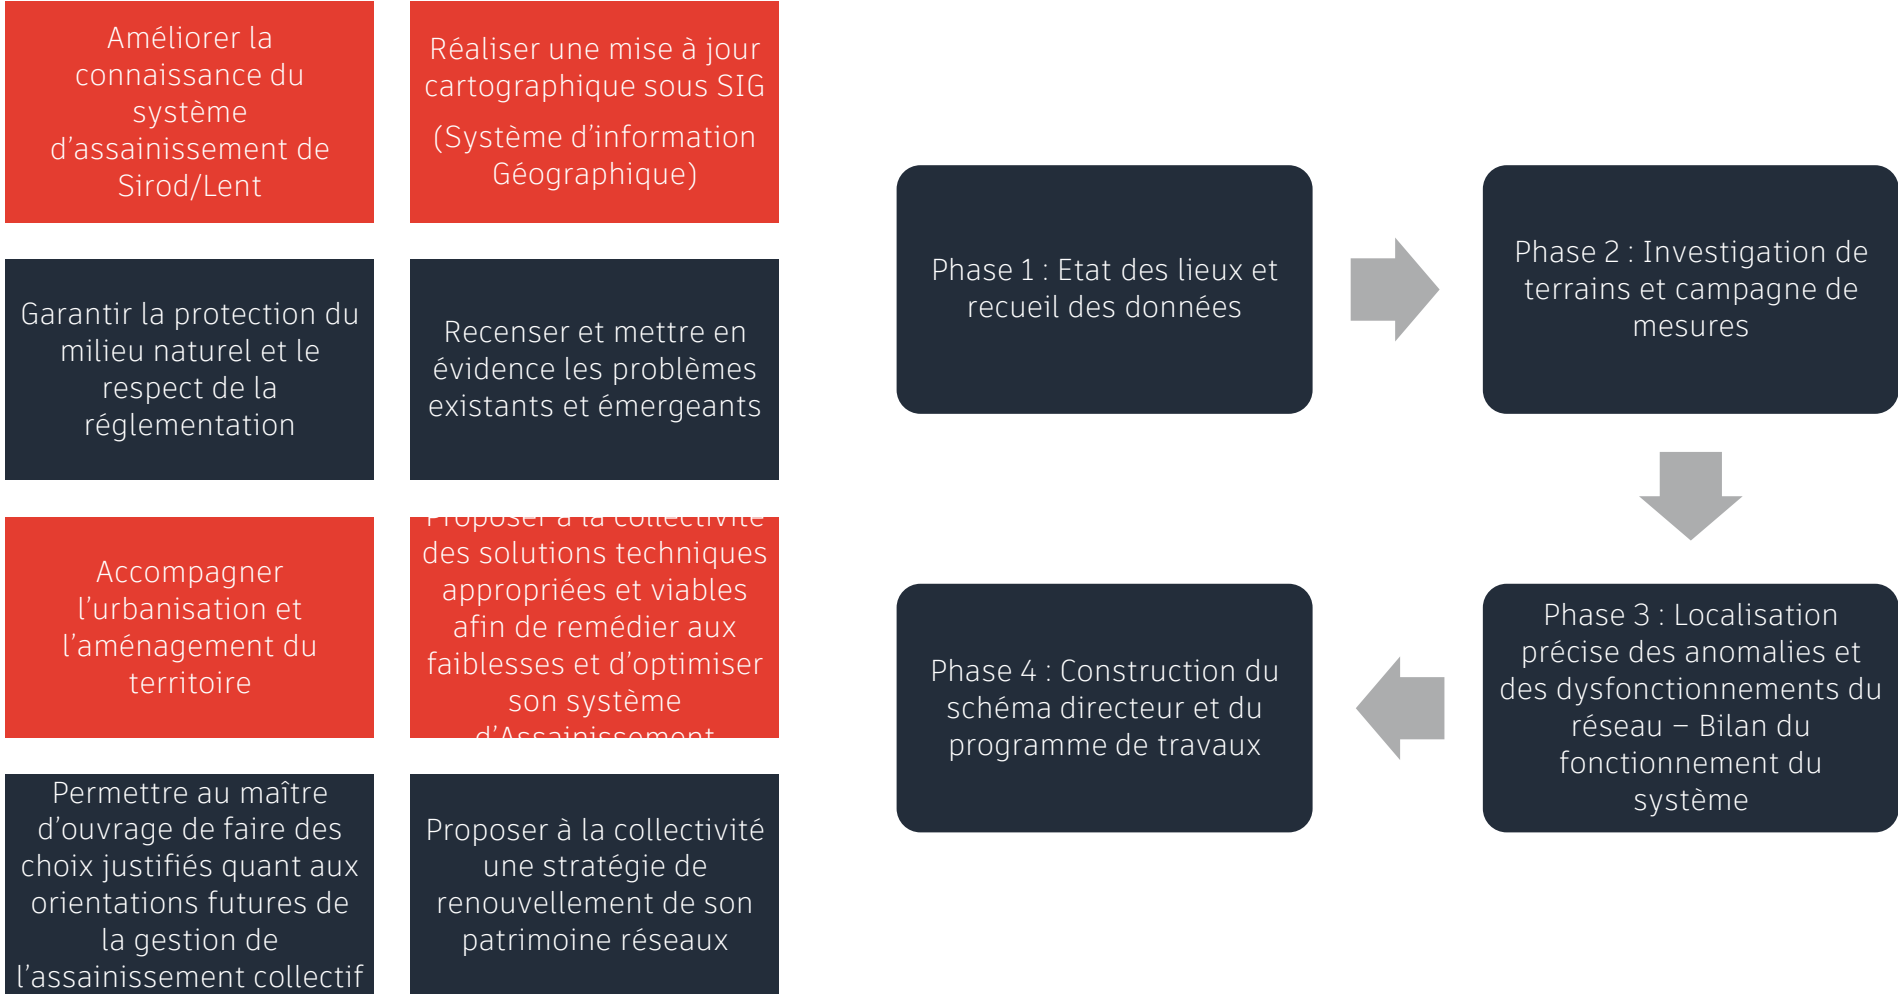 Améliorer la
connaissance du
système
d'assainissement de
Sirod/Lent
Réaliser une mise à jour
cartographique sous SIG
(Système d'information
Géographique)
Garantir la protection du
milieu naturel et le
respect de la
réglementation
Recenser et mettre en
évidence les problèmes
existants et émergeants
Accompagner
l'urbanisation et
l'aménagement du
territoire
Proposer à la collectivité
des solutions techniques
appropriées et viables
afin de remédier aux
faiblesses et d'optimiser
son système
d'Assainissement
Permettre au maître
d'ouvrage de faire des
choix justifiés quant aux
orientations futures de
la gestion de
l'assainissement collectif
Proposer à la collectivité
une stratégie de
renouvellement de son
patrimoine réseaux
Phase 1 : Etat des lieux et
recueil des données
Phase 2 : Investigation de
terrains et campagne de
mesures
Phase 3 : Localisation
précise des anomalies et
des dysfonctionnements du
réseau – Bilan du
fonctionnement du
système
Phase 4 : Construction du
schéma directeur et du
programme de travaux